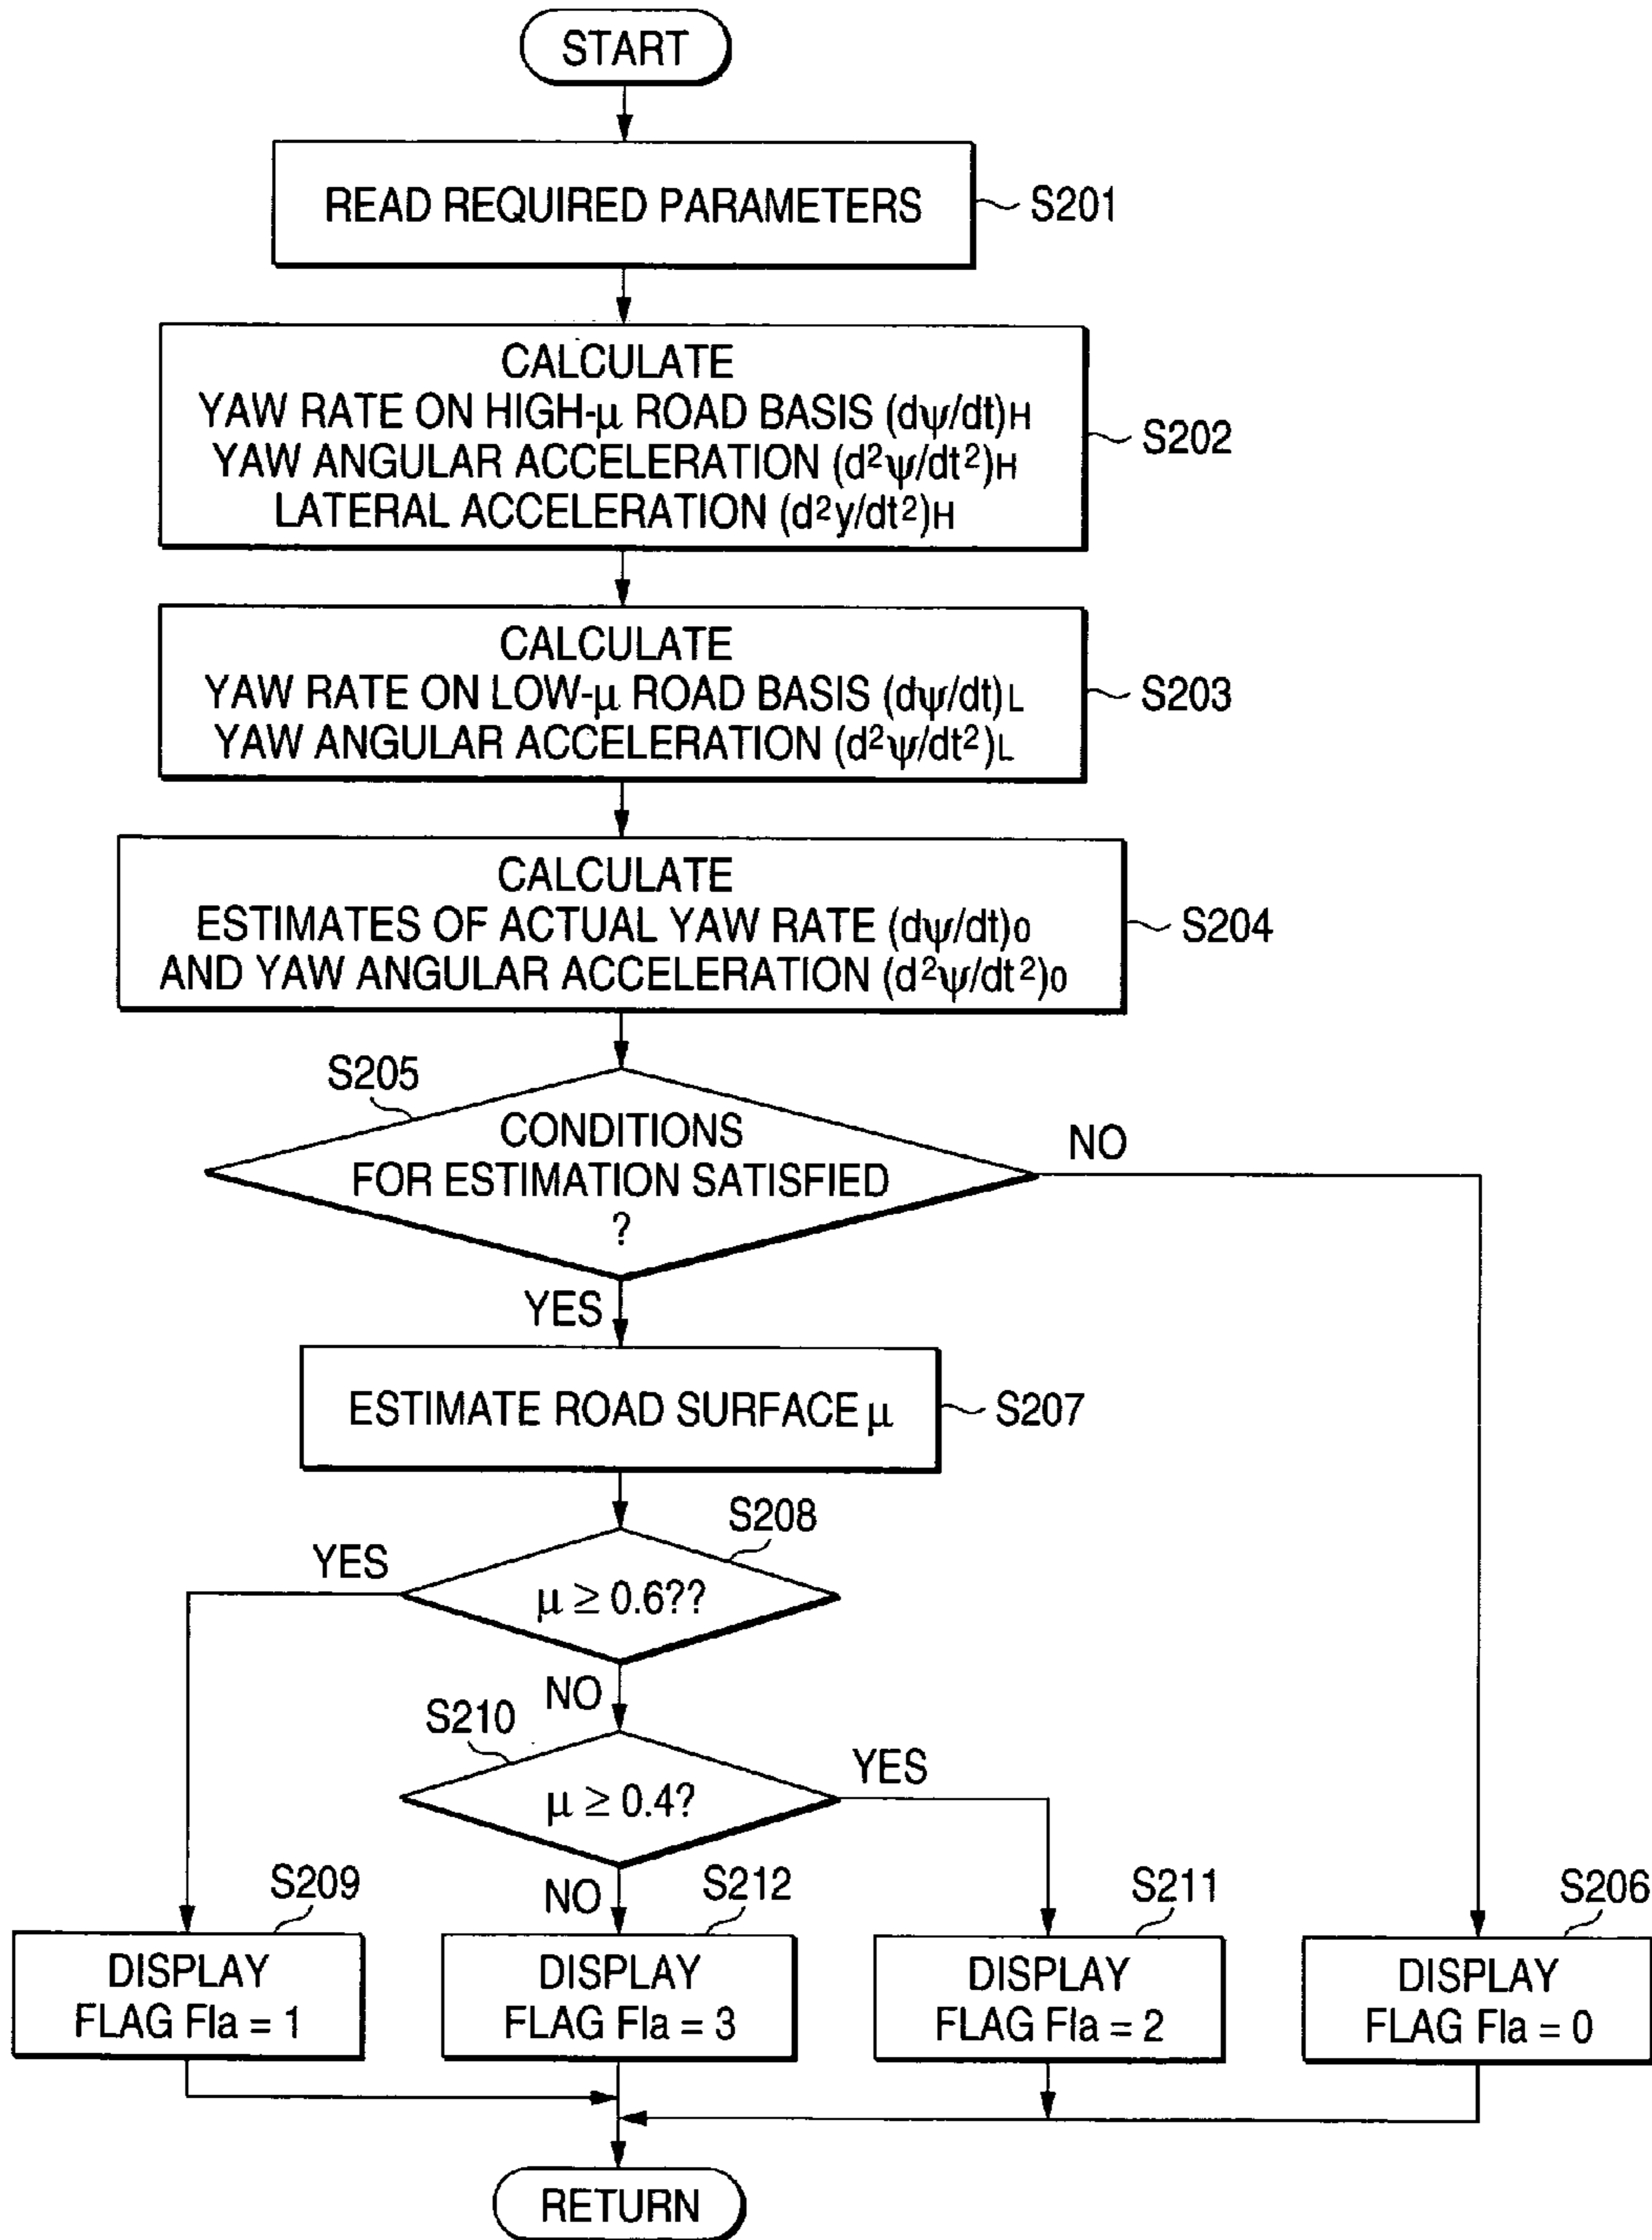 START
READ REQUIRED PARAMETERS
S201
CALCULATE
YAW RATE ON HIGH-μ ROAD BASIS (dψ/dt)H
YAW ANGULAR ACCELERATION (d²ψ/dt²)H
LATERAL ACCELERATION (d²y/dt²)H
S202
CALCULATE
YAW RATE ON LOW-μ ROAD BASIS (dψ/dt)L
YAW ANGULAR ACCELERATION (d²ψ/dt²)L
S203
CALCULATE
ESTIMATES OF ACTUAL YAW RATE (dψ/dt)0
AND YAW ANGULAR ACCELERATION (d²ψ/dt²)0
S204
S205
CONDITIONS
FOR ESTIMATION SATISFIED
?
NO
YES
ESTIMATE ROAD SURFACE μ
S207
S208
YES
μ ≥ 0.6??
NO
S210
μ ≥ 0.4?
YES
NO
S209
DISPLAY
FLAG Fla = 1
S212
DISPLAY
FLAG Fla = 3
S211
DISPLAY
FLAG Fla = 2
S206
DISPLAY
FLAG Fla = 0
RETURN